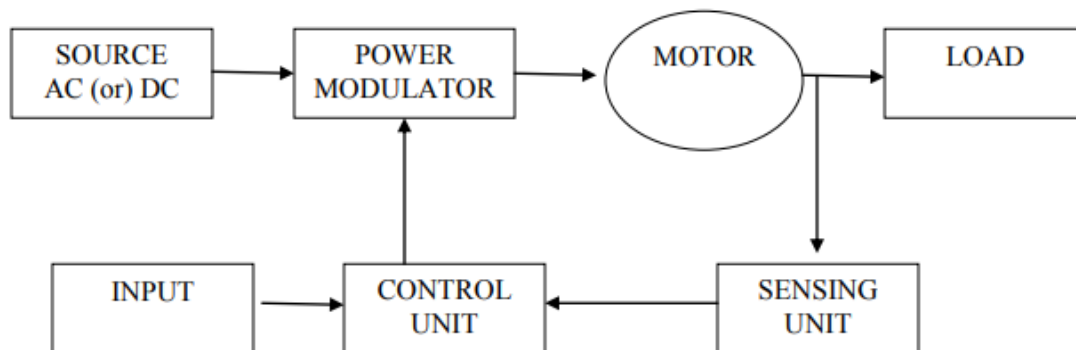 SOURCE
AC (or) DC
POWER
MODULATOR
MOTOR
LOAD
INPUT
CONTROL
UNIT
SENSING
UNIT